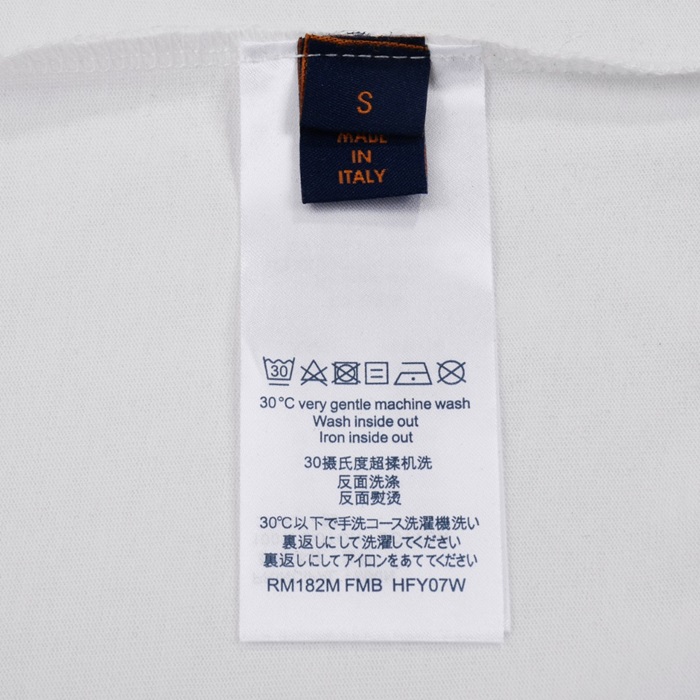 S
MADE
IN
ITALY
30
30°C very gentle machine wash
Wash inside out
Iron inside out
30摄氏度超揉机洗
反面洗涤
反面熨烫
30℃以下で手洗コース洗濯機洗い
裏返しにして洗濯してください
裏返しにしてアイロンをあててください
RM182M FMB HFY07W